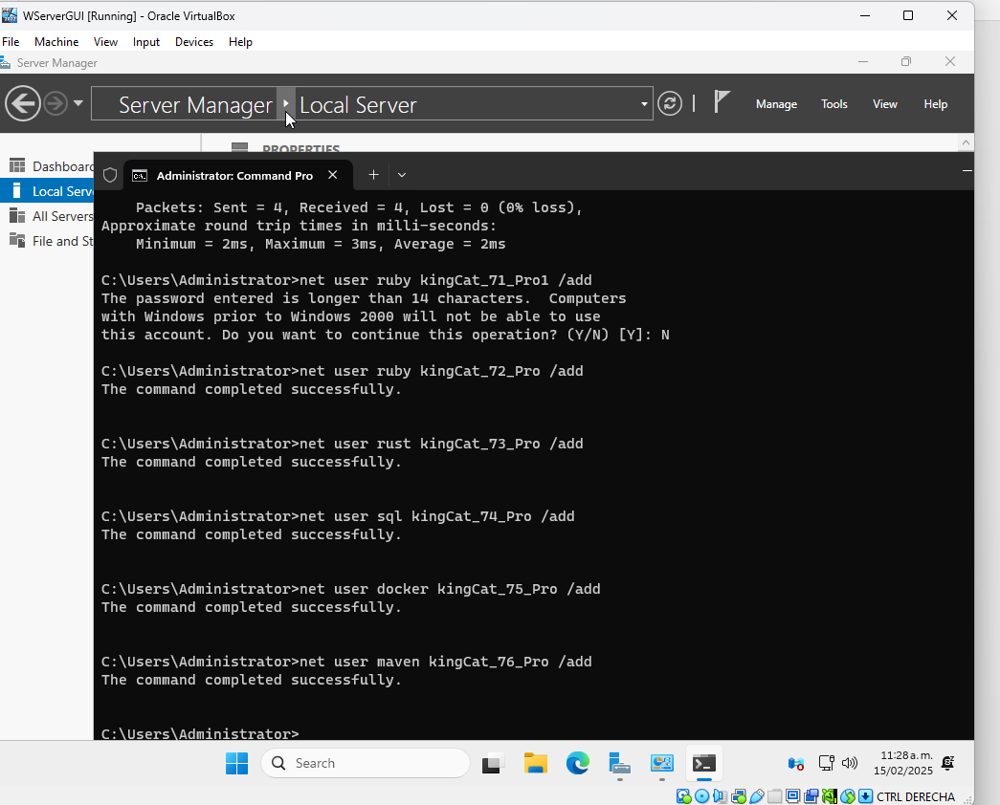 WServerGUI [Running] - Oracle VirtualBox
File Machine View Input Devices Help
Server Manager
Server Manager Local Server
Manage Tools View Help
PROPERTIES
Dashboard
Local Serv
All Servers
File and St
Administrator: Command Pro
Packets: Sent = 4, Received = 4, Lost = 0 (0% loss),
Approximate round trip times in milli-seconds:
Minimum = 2ms, Maximum = 3ms, Average = 2ms
C:\Users\Administrator>net user ruby kingCat_71_Pro1 /add
The password entered is longer than 14 characters.  Computers
with Windows prior to Windows 2000 will not be able to use
this account. Do you want to continue this operation? (Y/N) [Y]: N
C:\Users\Administrator>net user ruby kingCat_72_Pro /add
The command completed successfully.
C:\Users\Administrator>net user rust kingCat_73_Pro /add
The command completed successfully.
C:\Users\Administrator>net user sql kingCat_74_Pro /add
The command completed successfully.
C:\Users\Administrator>net user docker kingCat_75_Pro /add
The command completed successfully.
C:\Users\Administrator>net user maven kingCat_76_Pro /add
The command completed successfully.
C:\Users\Administrator>
Search
11:28 a. m.
15/02/2025
CTRL DERECHA